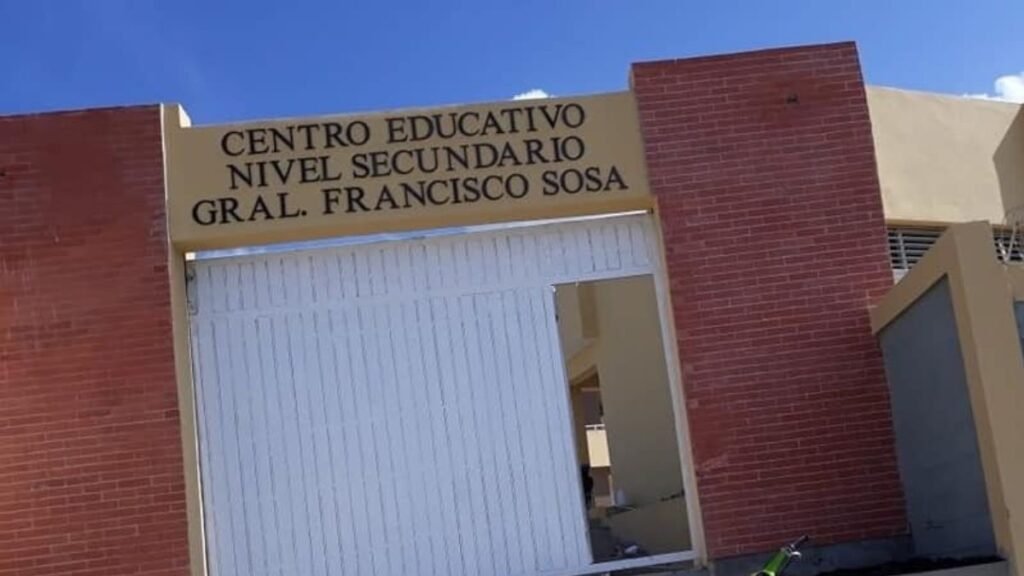 CENTRO EDUCATIVO
NIVEL SECUNDARIO
GRAL. FRANCISCO SOSA